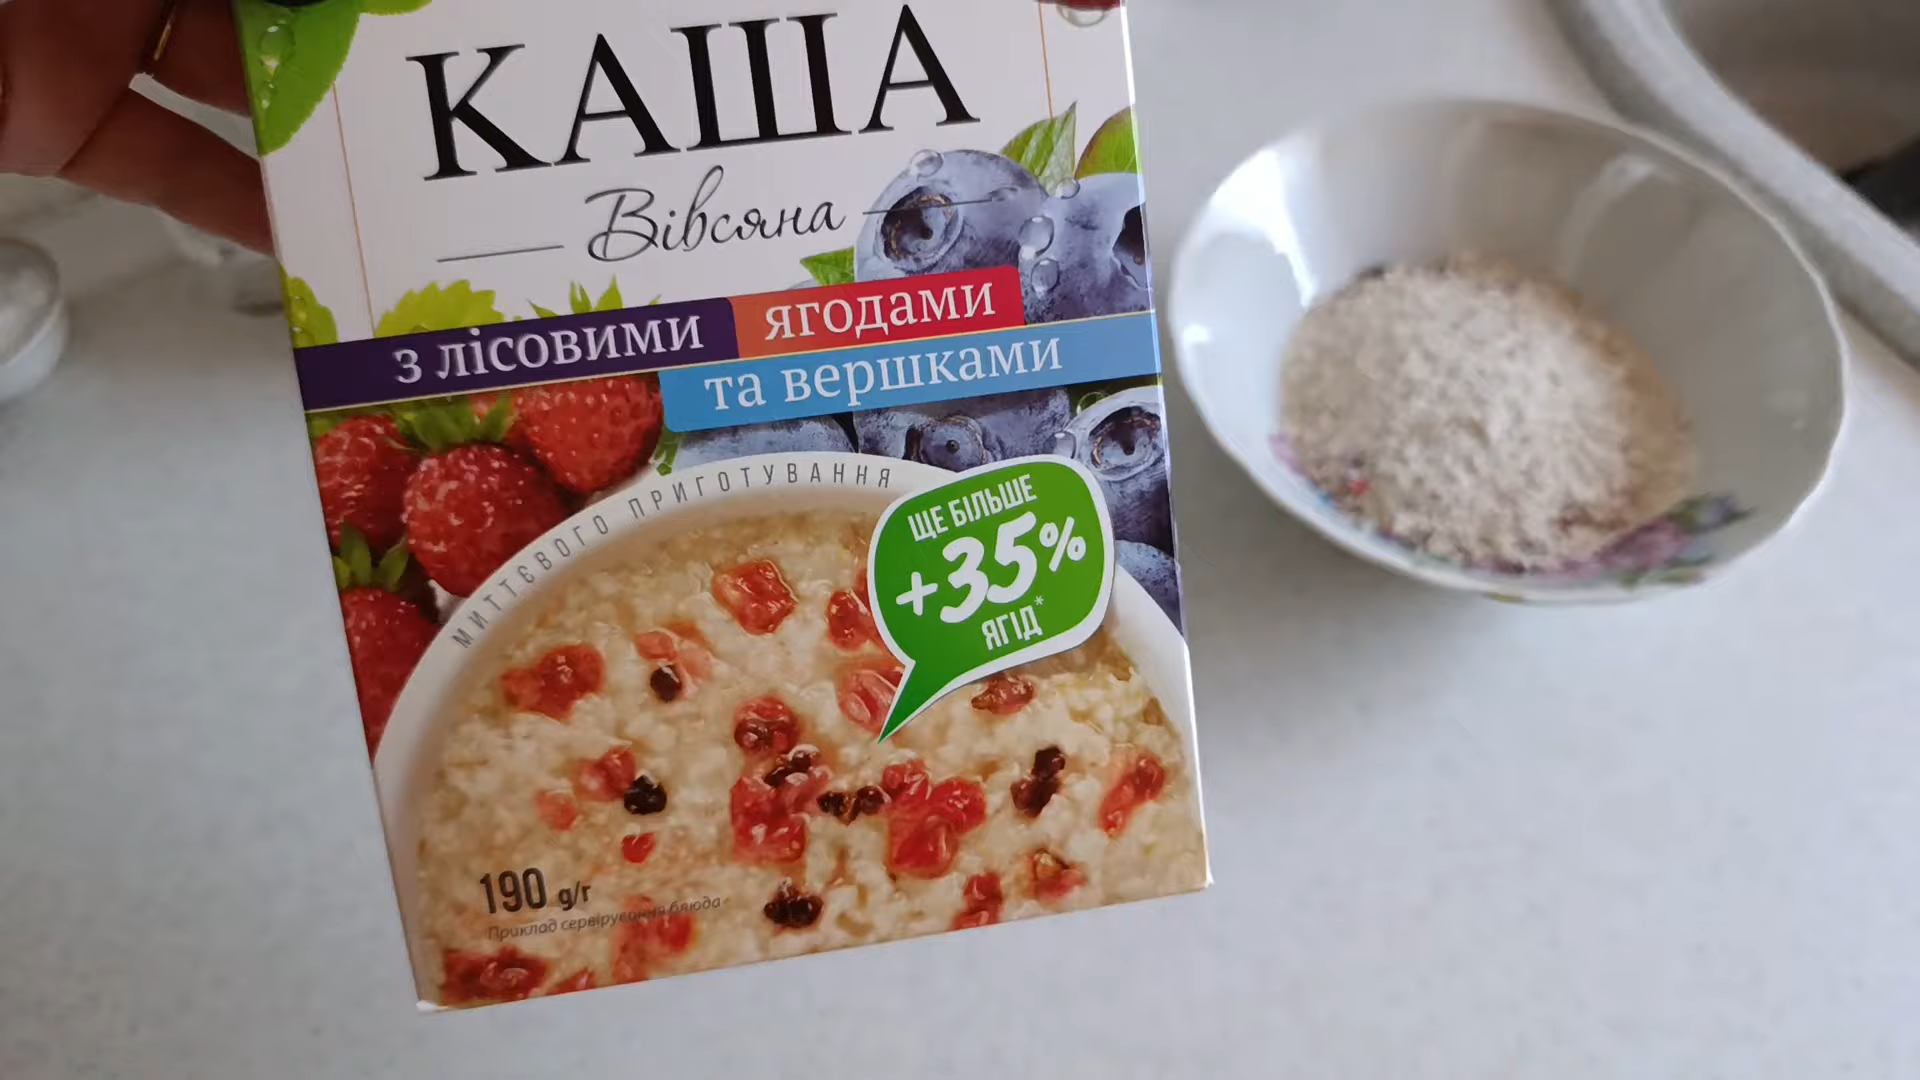 КАША
Вівсяна
з лісовими ягодами
та вершками
МИТТЄВОГО ПРИГОТУВАННЯ
ЩЕ БІЛЬШЕ
+35%
ЯГІД*
190 g/г
Приклад сервірування блюда